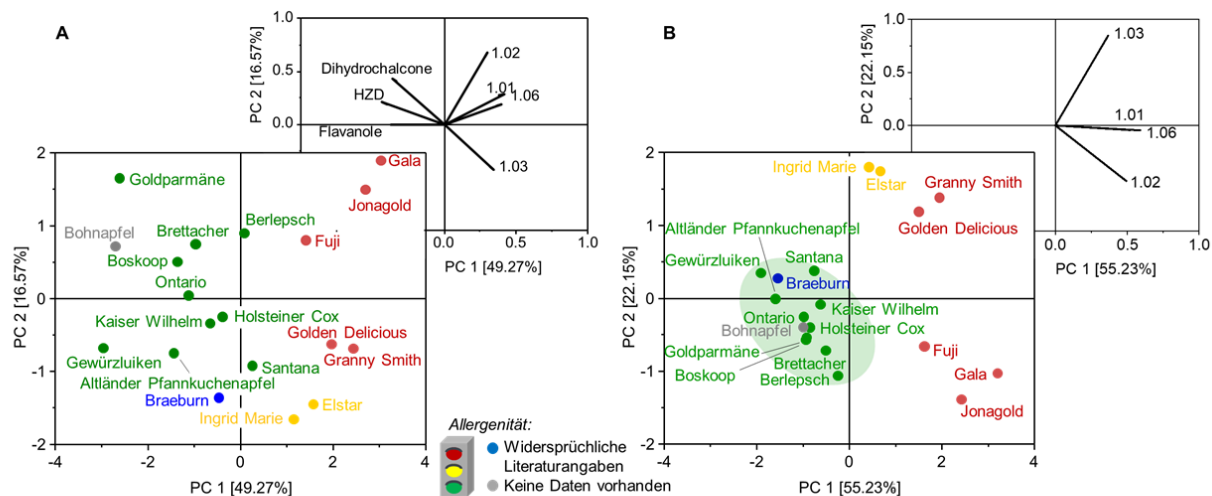 A
PC 2 [16.57%]
1.0
0.5
0.0
Dihydrochalcone
HZD
Flavanole
1.02
1.01
1.06
1.03
0.0
0.5
1.0
PC 1 [49.27%]
PC 2 [16.57%]
2
1
0
-1
-2
Goldparmäne
Gala
Jonagold
Berlepsch
Bohnapfel
Brettacher
Fuji
Boskoop
Ontario
Kaiser Wilhelm
Holsteiner Cox
Golden Delicious
Granny Smith
Gewürzluiken
Santana
Altländer Pfannkuchenapfel
Braeburn
Elstar
Ingrid Marie
-4
-2
0
2
4
PC 1 [49.27%]
Allergenität:
Widersprüchliche
Literaturangaben
Keine Daten vorhanden
B
PC 2 [22.15%]
1.0
0.5
0.0
1.03
1.01
1.06
1.02
0.0
0.5
1.0
PC 1 [55.23%]
PC 2 [22.15%]
2
1
0
-1
-2
Ingrid Marie
Elstar
Granny Smith
Golden Delicious
Altländer Pfannkuchenapfel
Gewürzluiken
Santana
Braeburn
Kaiser Wilhelm
Ontario
Bohnapfel
Holsteiner Cox
Goldparmäne
Boskoop
Brettacher
Berlepsch
Fuji
Gala
Jonagold
-4
-2
0
2
4
PC 1 [55.23%]